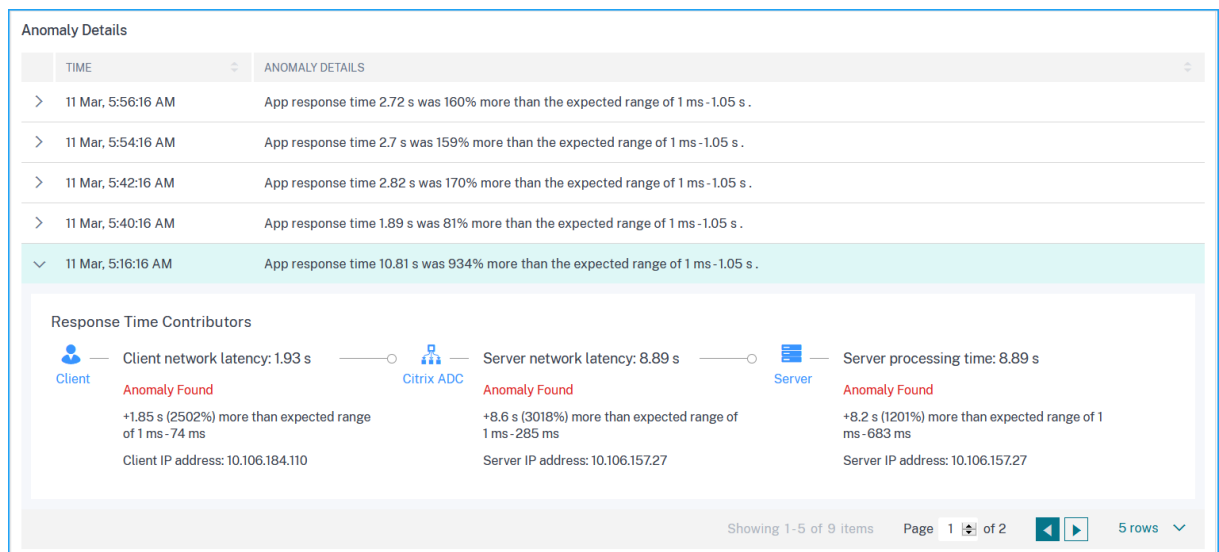 Anomaly Details
TIME ANOMALY DETAILS
11 Mar, 5:56:16 AM App response time 2.72 s was 160% more than the expected range of 1 ms-1.05 s .
11 Mar, 5:54:16 AM App response time 2.7 s was 159% more than the expected range of 1 ms-1.05 s .
11 Mar, 5:42:16 AM App response time 2.82 s was 170% more than the expected range of 1 ms-1.05 s .
11 Mar, 5:40:16 AM App response time 1.89 s was 81% more than the expected range of 1 ms-1.05 s .
11 Mar, 5:16:16 AM App response time 10.81 s was 934% more than the expected range of 1 ms-1.05 s .
Response Time Contributors
Client
Client network latency: 1.93 s
Anomaly Found
+1.85 s (2502%) more than expected range
of 1 ms-74 ms
Client IP address: 10.106.184.110
Citrix ADC
Server network latency: 8.89 s
Anomaly Found
+8.6 s (3018%) more than expected range of
1 ms-285 ms
Server IP address: 10.106.157.27
Server
Server processing time: 8.89 s
Anomaly Found
+8.2 s (1201%) more than expected range of 1
ms-683 ms
Server IP address: 10.106.157.27
Showing 1-5 of 9 items Page 1 of 2 5 rows